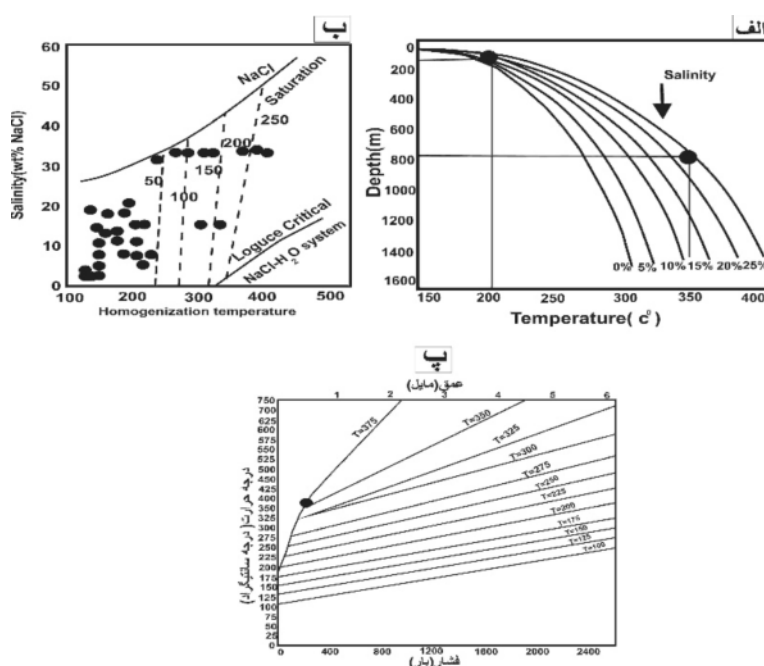 الف
0
200
400
600
800
1000
1200
1400
1600
Depth(m)
Salinity
0% 5% 10% 15% 20% 25%
150 200 250 300 350 400
Temperature( c⁰)
ب
60
50
40
30
20
10
0
Salinity(wt% NaCl)
NaCl
Saturation
250
200
150
100
50
Loguce Critical
NaCl-H₂O system
100 200 300 400 500
Homogenization temperature
پ
عمق(مایل)
1 2 3 4 5 6
750
700
675
650
625
600
575
550
525
500
475
450
425
400
375
350
325
300
275
250
225
200
175
150
125
100
75
50
25
0
درجه حرارت( درجه سانتیگراد)
T=375
T=350
T=325
T=300
T=275
T=250
T=225
T=200
T=175
T=150
T=125
T=100
0 400 800 1200 1600 2000 2400
فشار(بار)